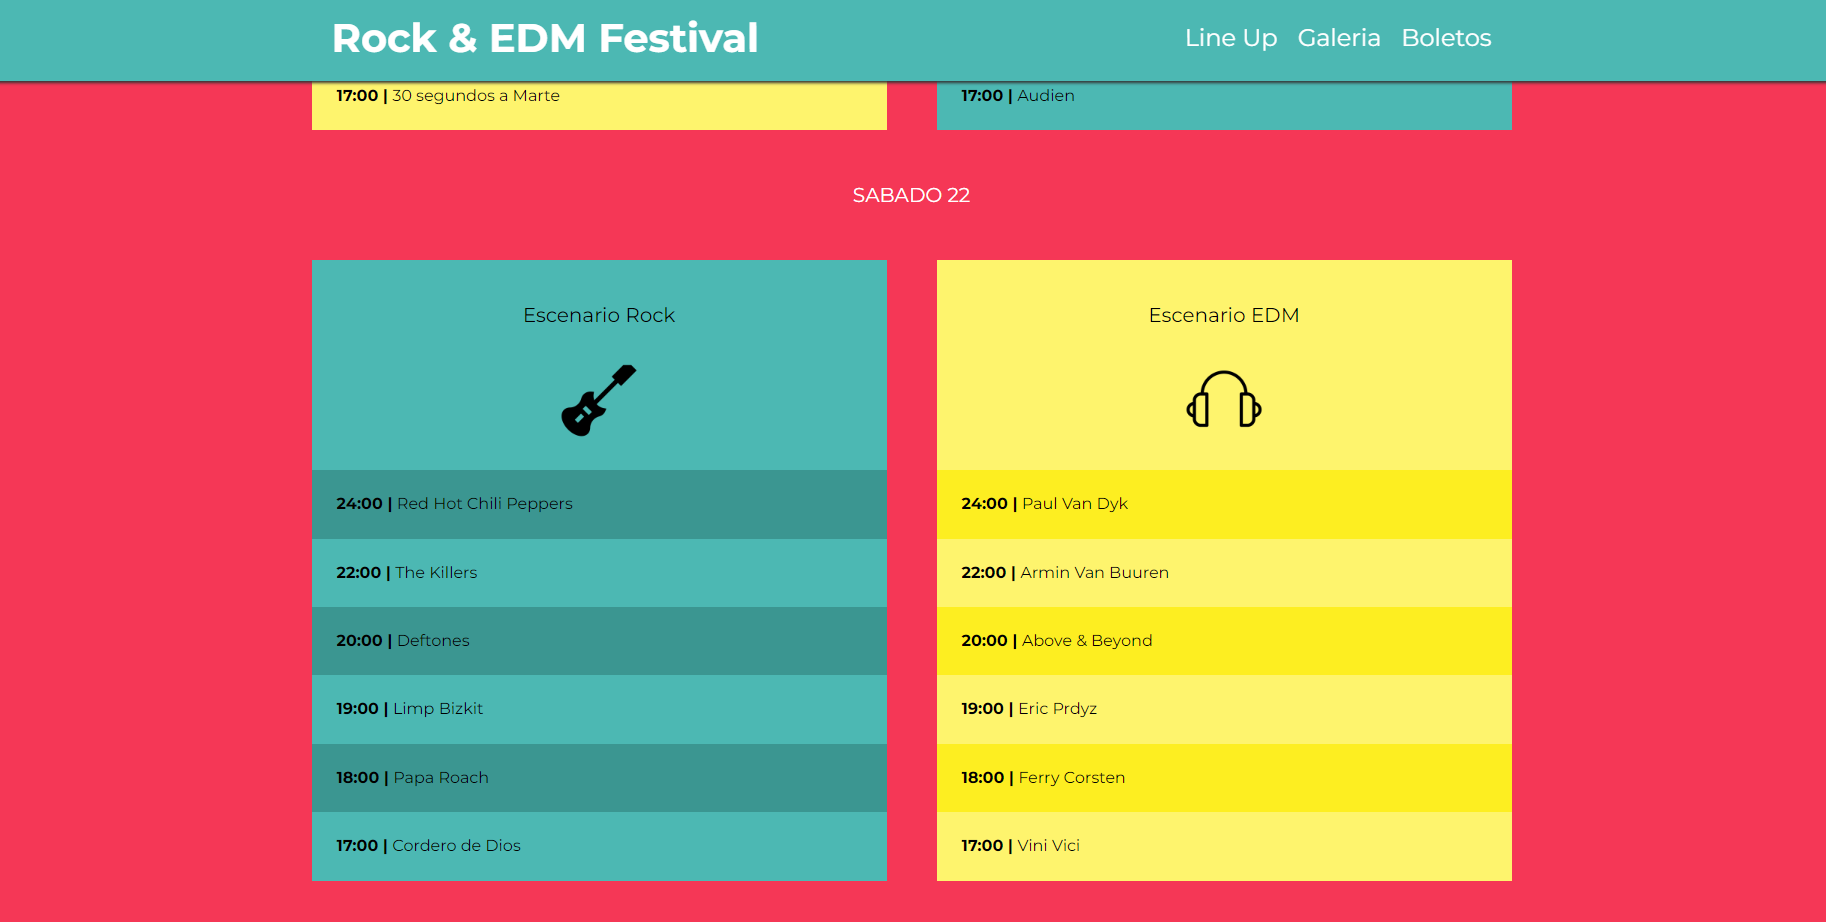 Rock & EDM Festival
Line Up Galeria Boletos
17:00 | 30 segundos a Marte
17:00 | Audien
SABADO 22
Escenario Rock
24:00 | Red Hot Chili Peppers
22:00 | The Killers
20:00 | Deftones
19:00 | Limp Bizkit
18:00 | Papa Roach
17:00 | Cordero de Dios
Escenario EDM
24:00 | Paul Van Dyk
22:00 | Armin Van Buuren
20:00 | Above & Beyond
19:00 | Eric Prdyz
18:00 | Ferry Corsten
17:00 | Vini Vici